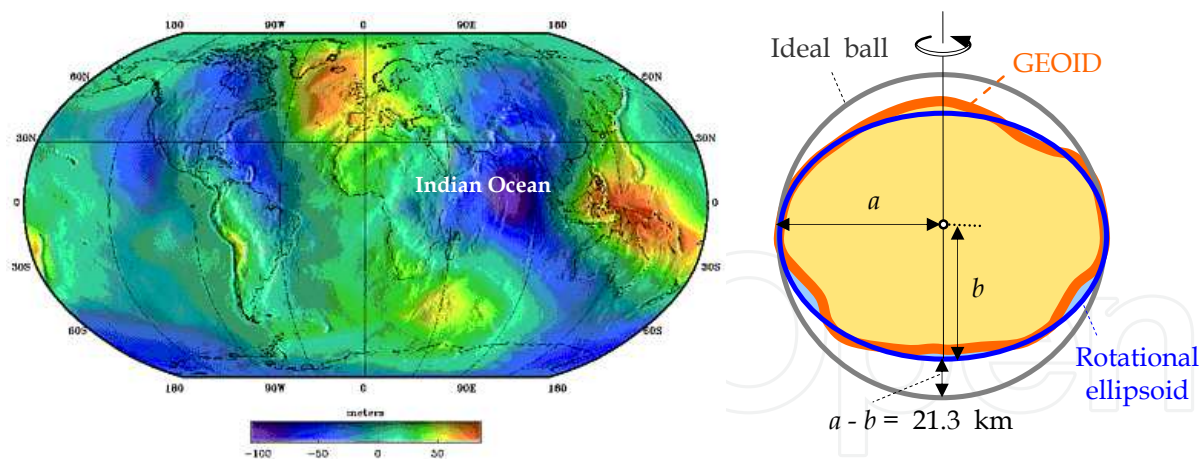 180 90W 0 90E 180
60N 60N
30N 30N
Indian Ocean
0 0
30S 30S
60S 60S
180 90W 0 90E 180
meters
-100 -50 0 50
Ideal ball
GEOID
a
b
Rotational
ellipsoid
a - b = 21.3 km
open